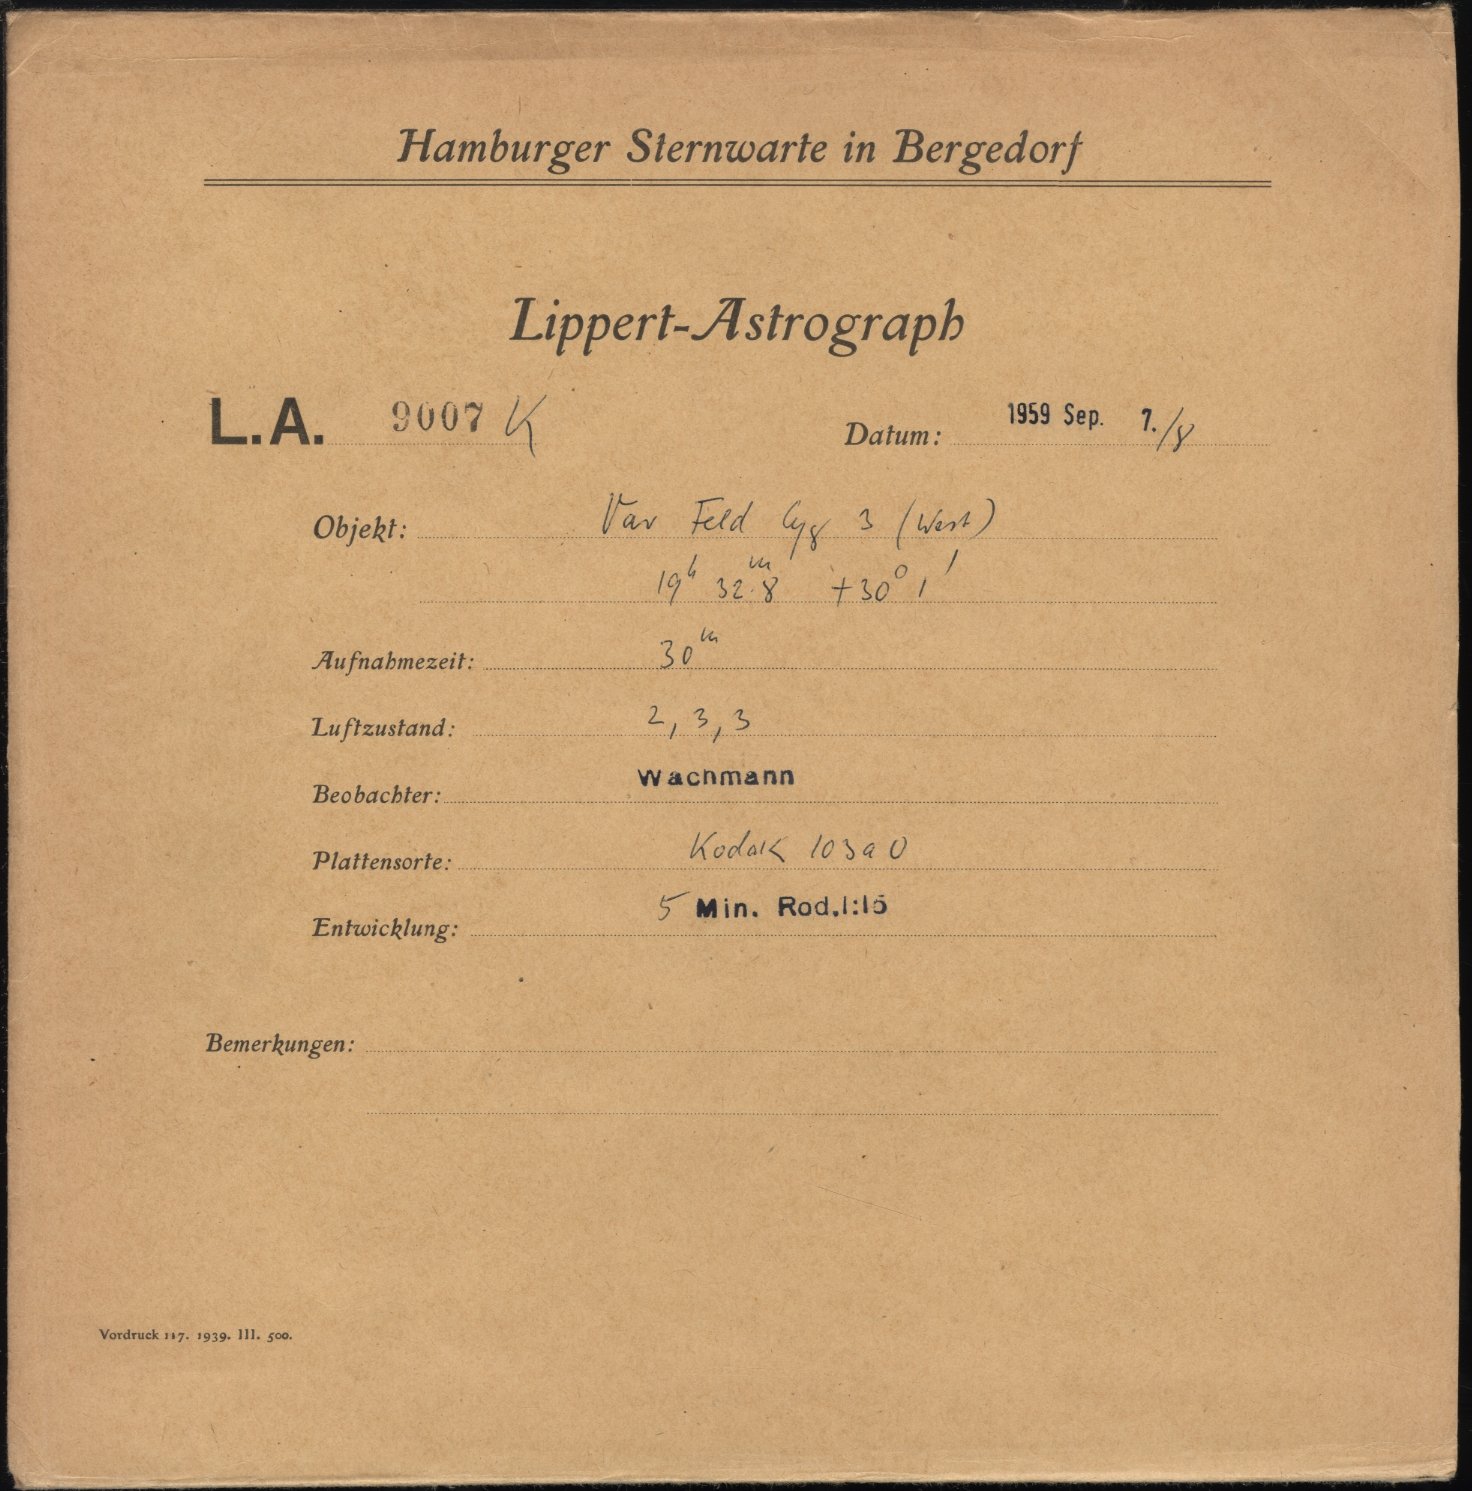 Hamburger Sternwarte in Bergedorf
Lippert-Astrograph
L.A. 9007 K Datum: 1959 Sep. 7./8
Objekt: Var Feld Cyg 3 (West)
19h 32m.8 +30° 1'
Aufnahmezeit: 30m
Luftzustand: 2, 3, 3
Beobachter: Wachmann
Plattensorte: Kodak 103a O
Entwicklung: 5 Min. Rod.1:15
Bemerkungen:
Vordruck 117. 1939. III. 500.